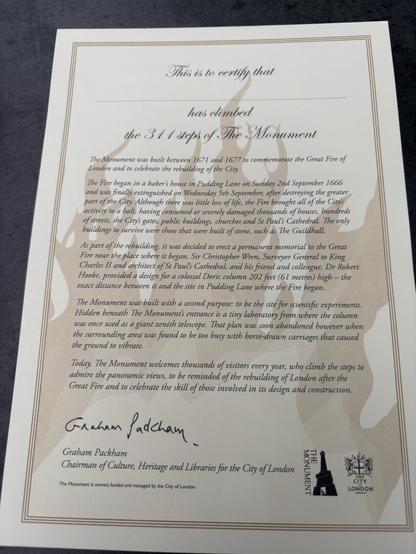 This is to certify that
has climbed
the 311 steps of The Monument
The Monument was built between 1671 and 1677 to commemorate the Great Fire of
London and to celebrate the rebuilding of the City.
The Fire began in a baker's house in Pudding Lane on Sunday 2nd September 1666
and was finally extinguished on Wednesday 5th September, after destroying the greater
part of the City. Although there was little loss of life, the Fire brought all of the City's
activity to a halt, having consumed or severely damaged thousands of houses, hundreds
of streets, the City's gates, public buildings, churches and St Paul's Cathedral. The only
buildings to survive were those that were built of stone, such as The Guildhall.
As part of the rebuilding, it was decided to erect a permanent memorial to the Great
Fire near the place where it began. Sir Christopher Wren, Surveyor General to King
Charles II and architect of St Paul's Cathedral, and his friend and colleague, Dr Robert
Hooke, provided a design for a colossal Doric column 202 feet (61 metres) high – the
exact distance between it and the site in Pudding Lane where the Fire began.
The Monument was built with a second purpose: to be the site for scientific experiments.
Hidden beneath The Monument's entrance is a tiny laboratory from where the column
was once used as a giant zenith telescope. That plan was soon abandoned however when
the surrounding area was found to be too busy with horse-drawn carriages that caused
the ground to vibrate.
Today, The Monument welcomes thousands of visitors every year, who climb the steps to
admire the panoramic views, to be reminded of the rebuilding of London after the
Great Fire and to celebrate the skill of those involved in its design and construction.
Graham Packham
Graham Packham
Chairman of Culture, Heritage and Libraries for the City of London
The Monument is owned, funded and managed by the City of London.
THE
MONUMENT
CITY
OF
LONDON